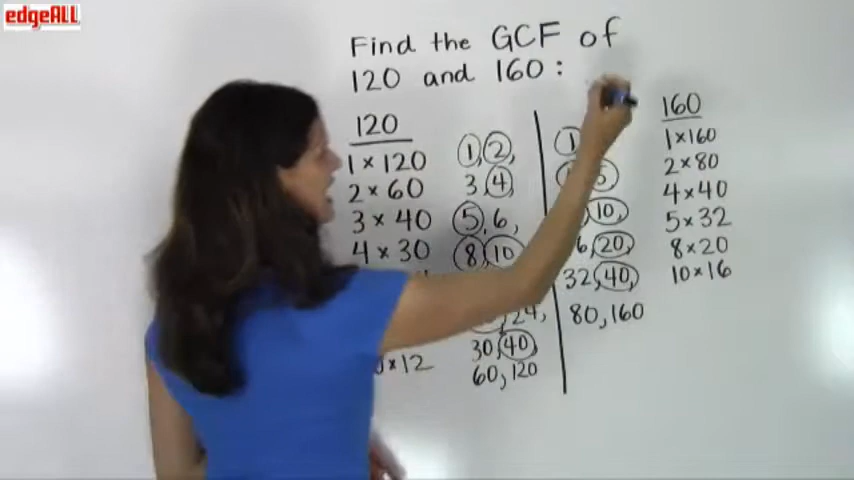 edgeALL
Find the GCF of
120 and 160:
120
1 x 120
2 x 60
3 x 40
4 x 30
x 12
1, 2,
3, 4,
5, 6,
8, 10
24,
30, 40,
60, 120
1
10,
20,
32, 40,
80, 160
160
1 x 160
2 x 80
4 x 40
5 x 32
8 x 20
10 x 16